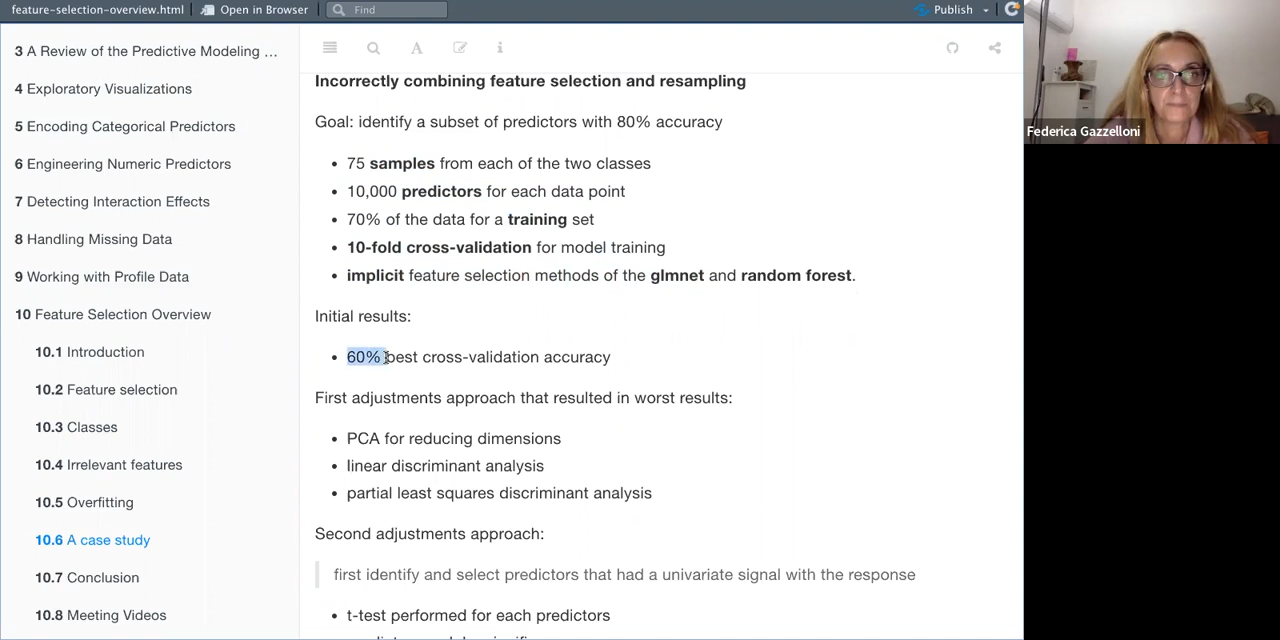 feature-selection-overview.html
Open in Browser
Find
Publish
3 A Review of the Predictive Modeling ...
4 Exploratory Visualizations
5 Encoding Categorical Predictors
6 Engineering Numeric Predictors
7 Detecting Interaction Effects
8 Handling Missing Data
9 Working with Profile Data
10 Feature Selection Overview
10.1 Introduction
10.2 Feature selection
10.3 Classes
10.4 Irrelevant features
10.5 Overfitting
10.6 A case study
10.7 Conclusion
10.8 Meeting Videos
Incorrectly combining feature selection and resampling
Goal: identify a subset of predictors with 80% accuracy
• 75 samples from each of the two classes
• 10,000 predictors for each data point
• 70% of the data for a training set
• 10-fold cross-validation for model training
• implicit feature selection methods of the glmnet and random forest.
Initial results:
• 60% best cross-validation accuracy
First adjustments approach that resulted in worst results:
• PCA for reducing dimensions
• linear discriminant analysis
• partial least squares discriminant analysis
Second adjustments approach:
first identify and select predictors that had a univariate signal with the response
• t-test performed for each predictors
Federica Gazzelloni